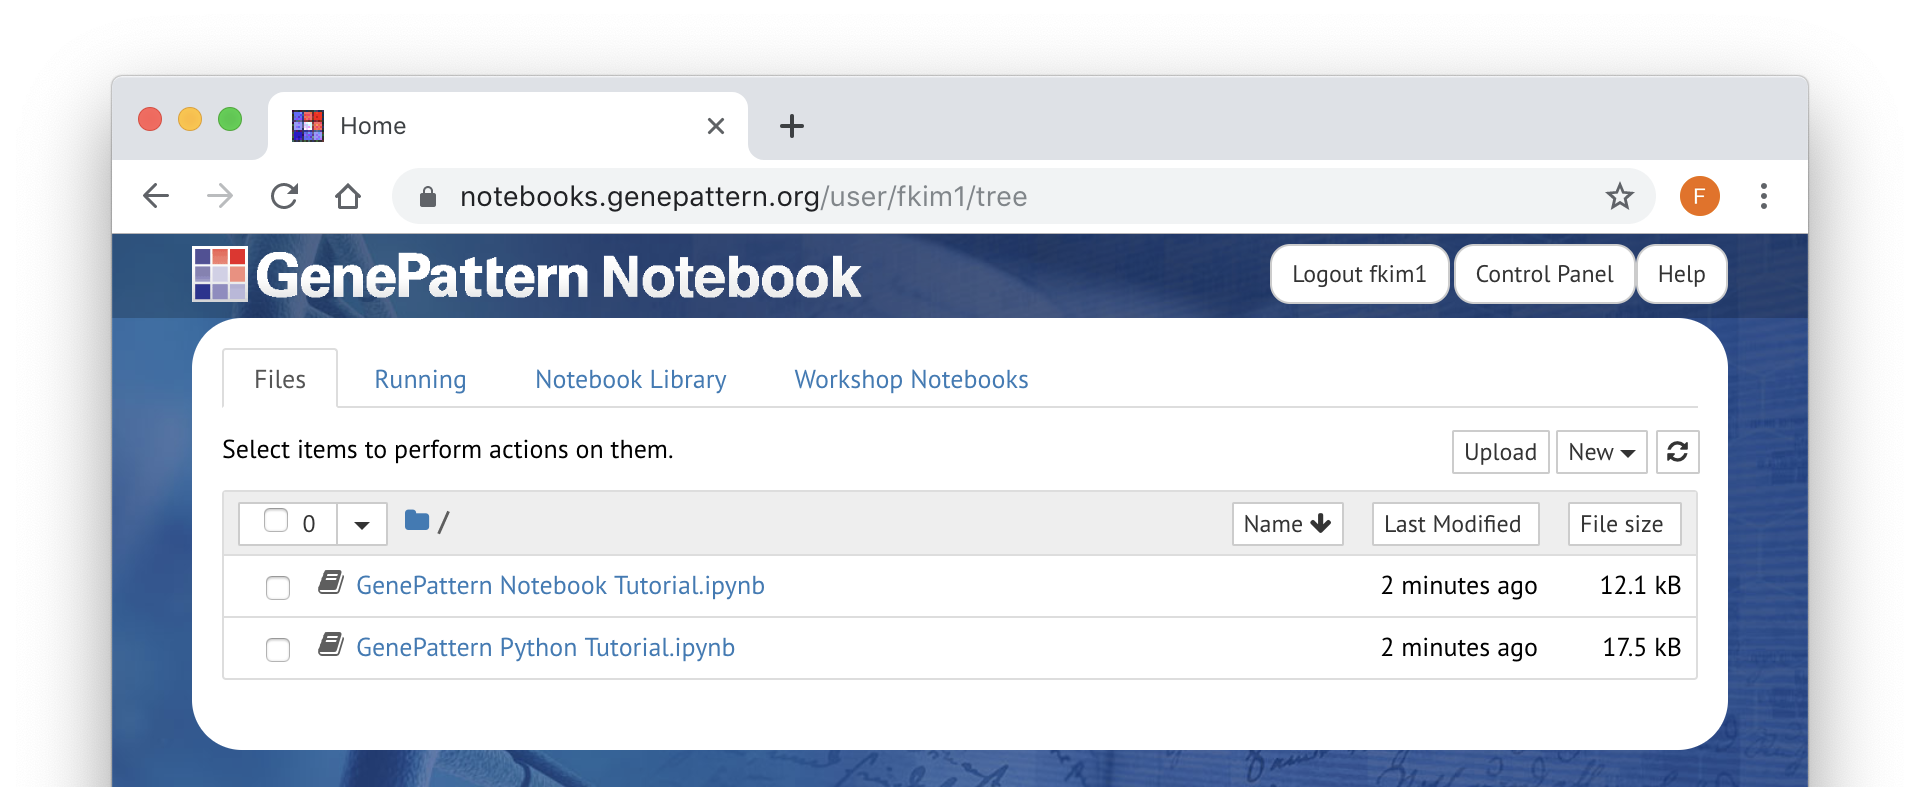 Home
notebooks.genepattern.org/user/fkim1/tree
F
GenePattern Notebook
Logout fkim1
Control Panel
Help
Files
Running
Notebook Library
Workshop Notebooks
Select items to perform actions on them.
Upload
New
0
/
Name
Last Modified
File size
GenePattern Notebook Tutorial.ipynb
2 minutes ago
12.1 kB
GenePattern Python Tutorial.ipynb
2 minutes ago
17.5 kB